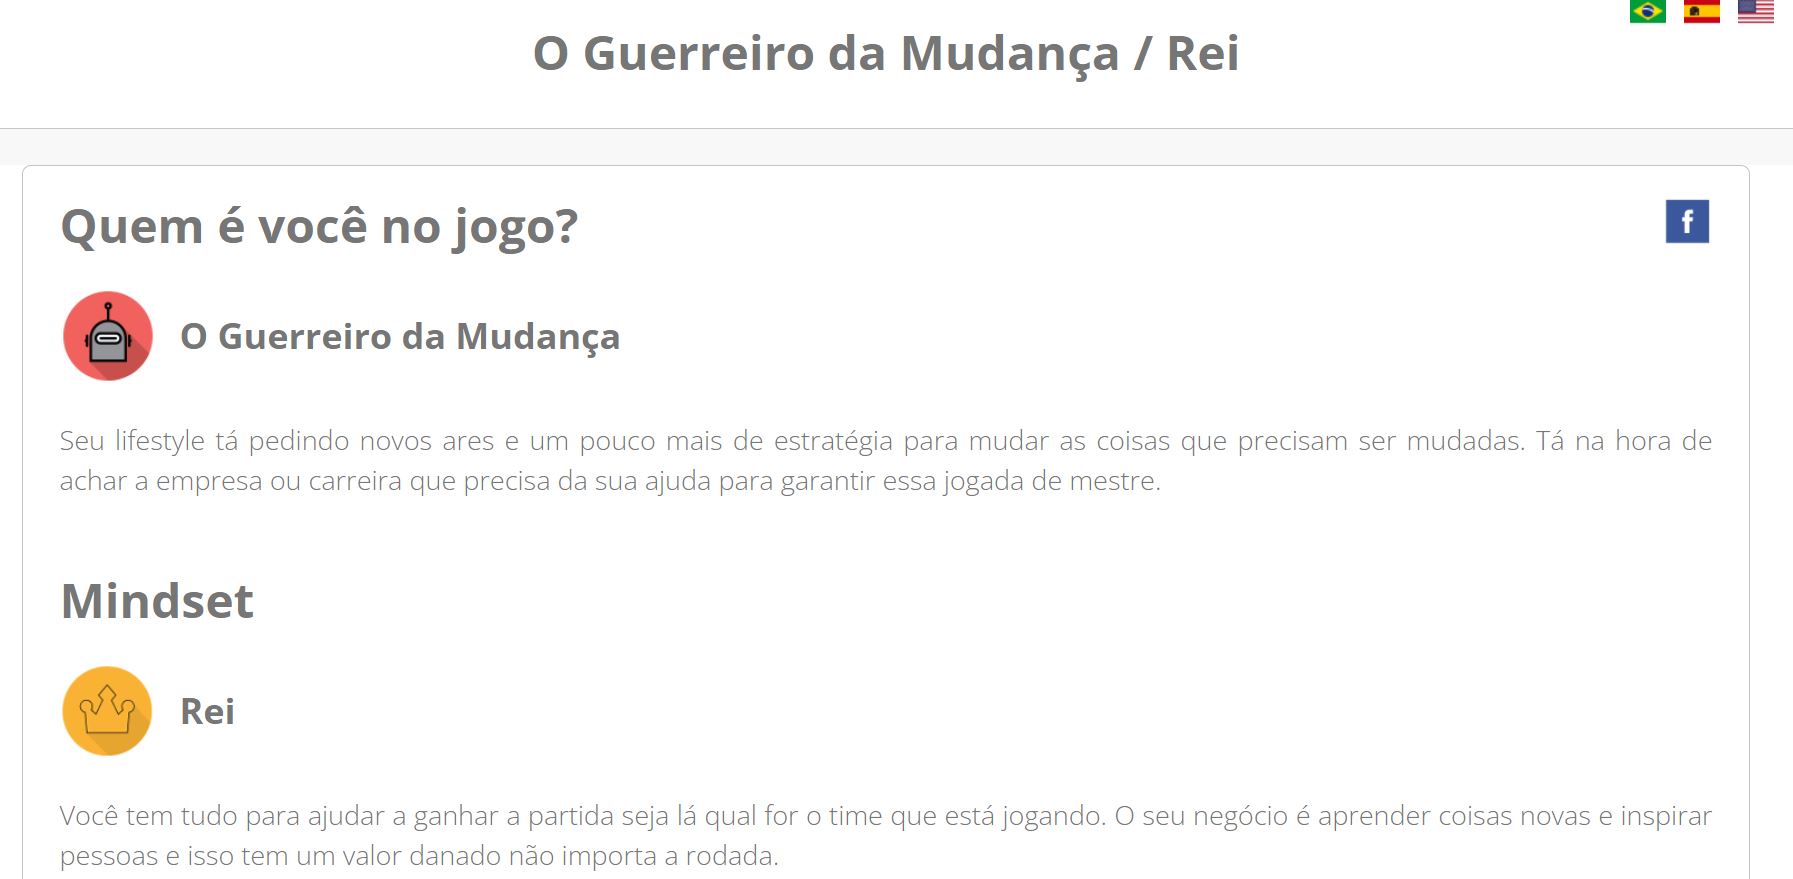 O Guerreiro da Mudança / Rei
Quem é você no jogo?
f
O Guerreiro da Mudança
Seu lifestyle tá pedindo novos ares e um pouco mais de estratégia para mudar as coisas que precisam ser mudadas. Tá na hora de
achar a empresa ou carreira que precisa da sua ajuda para garantir essa jogada de mestre.
Mindset
Rei
Você tem tudo para ajudar a ganhar a partida seja lá qual for o time que está jogando. O seu negócio é aprender coisas novas e inspirar
pessoas e isso tem um valor danado não importa a rodada.